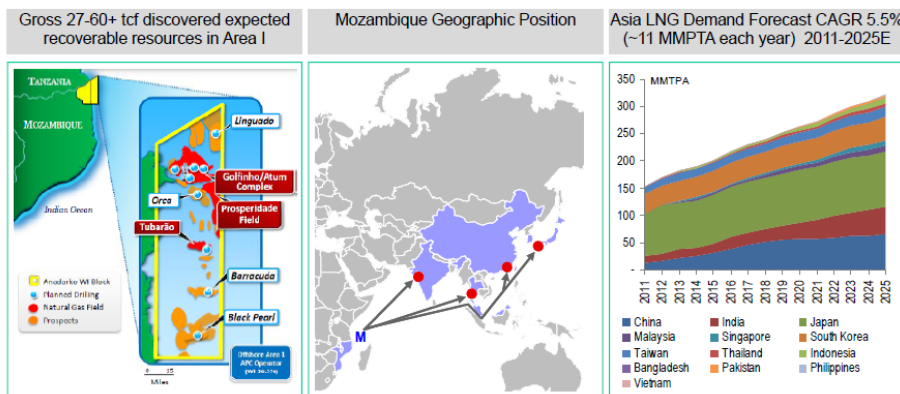 Gross 27-60+ tcf discovered expected
recoverable resources in Area I
Mozambique Geographic Position
Asia LNG Demand Forecast CAGR 5.5%
(~11 MMPTA each year)  2011-2025E
TANZANIA
MOZAMBIQUE
Indian Ocean
Linguado
Golfinho/Atum
Complex
Orca
Prosperidade
Field
Tubarão
Barracuda
Black Pearl
Anadarko WI Block
Planned Drilling
Natural Gas Field
Prospects
Offshore Area 1
APC Operator
0 15
Miles
M
MMTPA
350
300
250
200
150
100
50
-
2011
2012
2013
2014
2015
2016
2017
2018
2019
2020
2021
2022
2023
2024
2025
China
India
Japan
Malaysia
Singapore
South Korea
Taiwan
Thailand
Indonesia
Bangladesh
Pakistan
Philippines
Vietnam